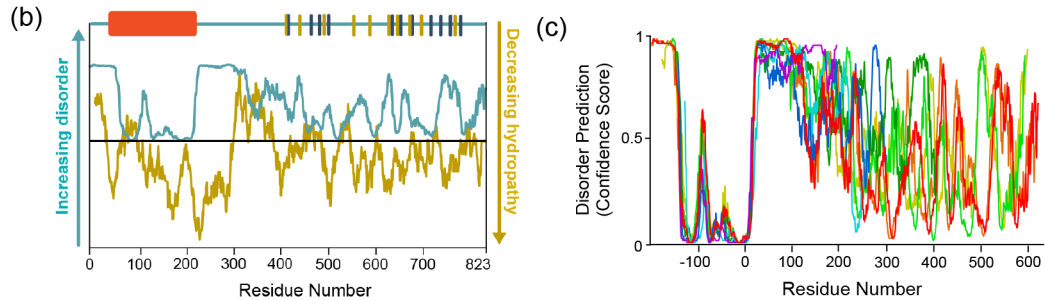 (b)
Increasing disorder
Decreasing hydropathy
0 100 200 300 400 500 600 700 823
Residue Number
(c)
Disorder Prediction
(Confidence Score)
1
0.5
0
-100 0 100 200 300 400 500 600
Residue Number